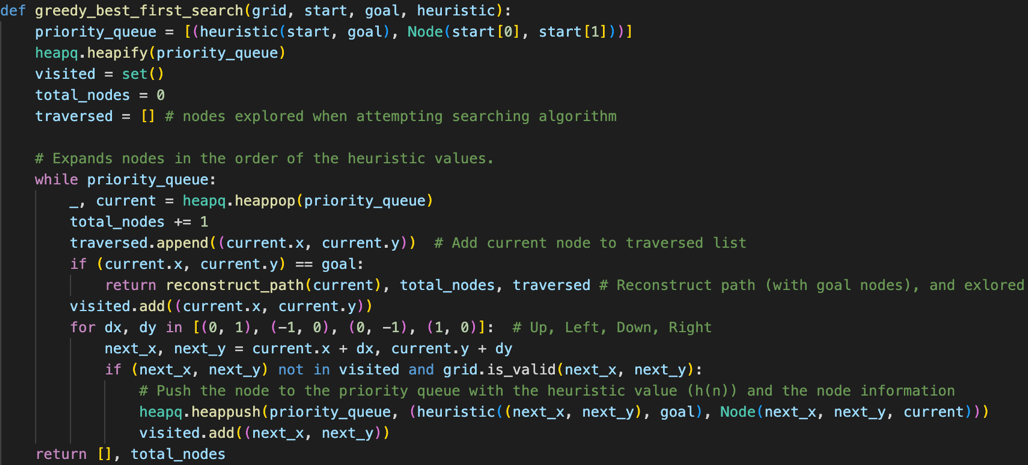 def greedy_best_first_search(grid, start, goal, heuristic):
    priority_queue = [(heuristic(start, goal), Node(start[0], start[1]))]
    heapq.heapify(priority_queue)
    visited = set()
    total_nodes = 0
    traversed = [] # nodes explored when attempting searching algorithm

    # Expands nodes in the order of the heuristic values.
    while priority_queue:
        _, current = heapq.heappop(priority_queue)
        total_nodes += 1
        traversed.append((current.x, current.y))  # Add current node to traversed list
        if (current.x, current.y) == goal:
            return reconstruct_path(current), total_nodes, traversed # Reconstruct path (with goal nodes), and exlored
        visited.add((current.x, current.y))
        for dx, dy in [(0, 1), (-1, 0), (0, -1), (1, 0)]:  # Up, Left, Down, Right
            next_x, next_y = current.x + dx, current.y + dy
            if (next_x, next_y) not in visited and grid.is_valid(next_x, next_y):
                # Push the node to the priority queue with the heuristic value (h(n)) and the node information
                heapq.heappush(priority_queue, (heuristic((next_x, next_y), goal), Node(next_x, next_y, current)))
                visited.add((next_x, next_y))
    return [], total_nodes